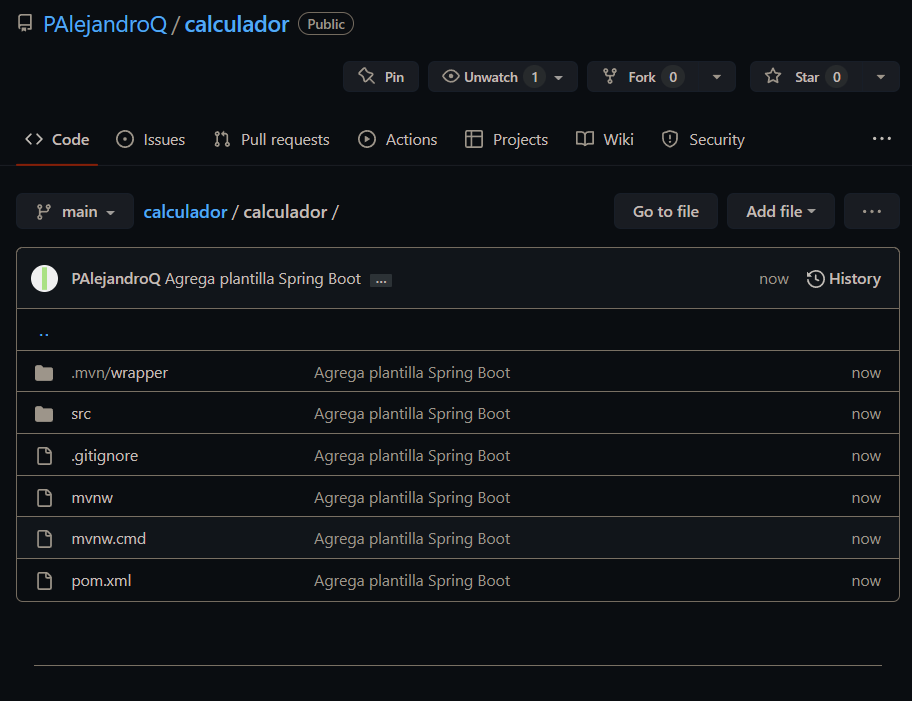 PAlejandroQ / calculador Public
Pin Unwatch 1 Fork 0 Star 0
Code Issues Pull requests Actions Projects Wiki Security ...
main calculador / calculador / Go to file Add file ...
PAlejandroQ Agrega plantilla Spring Boot ... now History
..
.mvn/wrapper Agrega plantilla Spring Boot now
src Agrega plantilla Spring Boot now
.gitignore Agrega plantilla Spring Boot now
mvnw Agrega plantilla Spring Boot now
mvnw.cmd Agrega plantilla Spring Boot now
pom.xml Agrega plantilla Spring Boot now